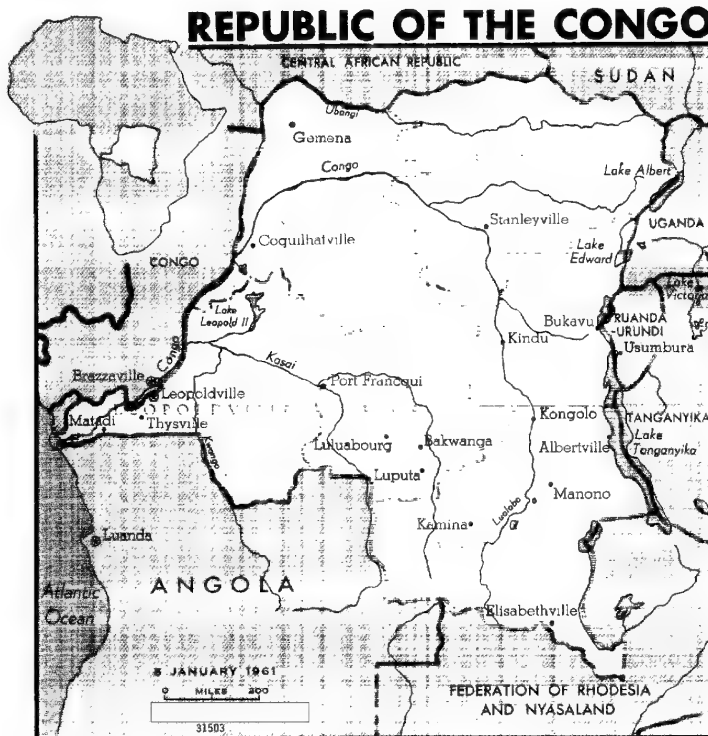 REPUBLIC OF THE CONGO
CENTRAL AFRICAN REPUBLIC
SUDAN
Ubangi
Gemena
Congo
Lake Albert
Stanleyville
UGANDA
Coquilhatville
Lake
Edward
CONGO
Lake
Victoria
Lake
Leopold II
Bukavu
RUANDA
-URUNDI
Kindu
Usumbura
Congo
Kasai
Brazzaville
Port Francqui
Leopoldville
Matadi
Thysville
Kongolo
TANGANYIKA
Kwango
Luluabourg
Bakwanga
Albertville
Lake
Tanganyika
Luputa
Manono
Lualaba
Kamina
Luanda
ANGOLA
Atlantic
Ocean
Elisabethville
5 JANUARY 1961
0 MILES 200
FEDERATION OF RHODESIA
AND NYASALAND
31503